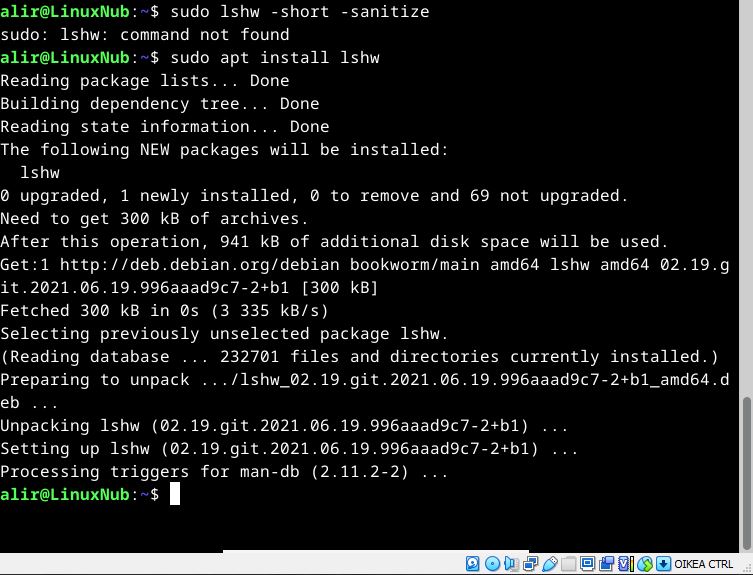 alir@LinuxNub:~$ sudo lshw -short -sanitize
sudo: lshw: command not found
alir@LinuxNub:~$ sudo apt install lshw
Reading package lists... Done
Building dependency tree... Done
Reading state information... Done
The following NEW packages will be installed:
  lshw
0 upgraded, 1 newly installed, 0 to remove and 69 not upgraded.
Need to get 300 kB of archives.
After this operation, 941 kB of additional disk space will be used.
Get:1 http://deb.debian.org/debian bookworm/main amd64 lshw amd64 02.19.g
it.2021.06.19.996aaad9c7-2+b1 [300 kB]
Fetched 300 kB in 0s (3 335 kB/s)
Selecting previously unselected package lshw.
(Reading database ... 232701 files and directories currently installed.)
Preparing to unpack .../lshw_02.19.git.2021.06.19.996aaad9c7-2+b1_amd64.d
eb ...
Unpacking lshw (02.19.git.2021.06.19.996aaad9c7-2+b1) ...
Setting up lshw (02.19.git.2021.06.19.996aaad9c7-2+b1) ...
Processing triggers for man-db (2.11.2-2) ...
alir@LinuxNub:~$
OIKEA CTRL